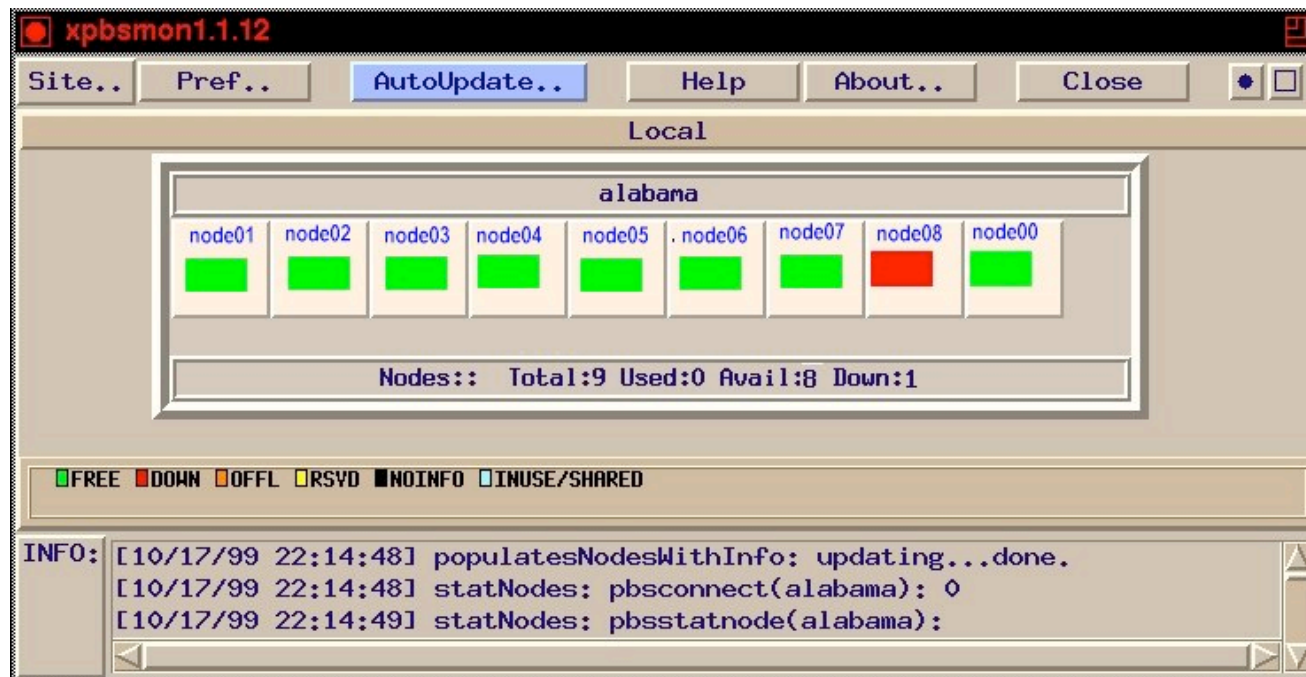 xpbsmon1.1.12
Site.. Pref.. AutoUpdate.. Help About.. Close
Local
alabama
node01 node02 node03 node04 node05 . node06 node07 node08 node00
Nodes:: Total:9 Used:0 Avail:8 Down:1
FREE DOWN OFFL RSVD NOINFO INUSE/SHARED
INFO: [10/17/99 22:14:48] populatesNodesWithInfo: updating...done.
[10/17/99 22:14:48] statNodes: pbsconnect(alabama): 0
[10/17/99 22:14:49] statNodes: pbsstatnode(alabama):